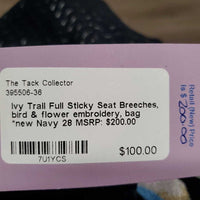 The Tack Collector
395506-36
Ivy Trail Full Sticky Seat Breeches,
bird & flower embroidery, bag
*new Navy 28 MSRP: $200.00
7U1YCS
$100.00
Retail (New) Price
Is $200.00